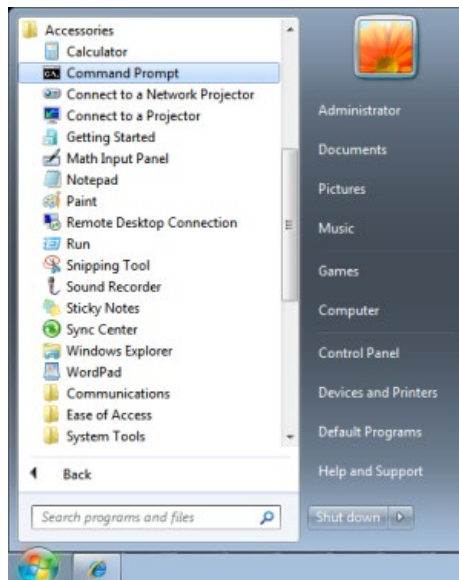 Accessories
Calculator
Command Prompt
Connect to a Network Projector
Connect to a Projector
Getting Started
Math Input Panel
Notepad
Paint
Remote Desktop Connection
Run
Snipping Tool
Sound Recorder
Sticky Notes
Sync Center
Windows Explorer
WordPad
Communications
Ease of Access
System Tools
Back
Search programs and files
Administrator
Documents
Pictures
Music
Games
Computer
Control Panel
Devices and Printers
Default Programs
Help and Support
Shut down